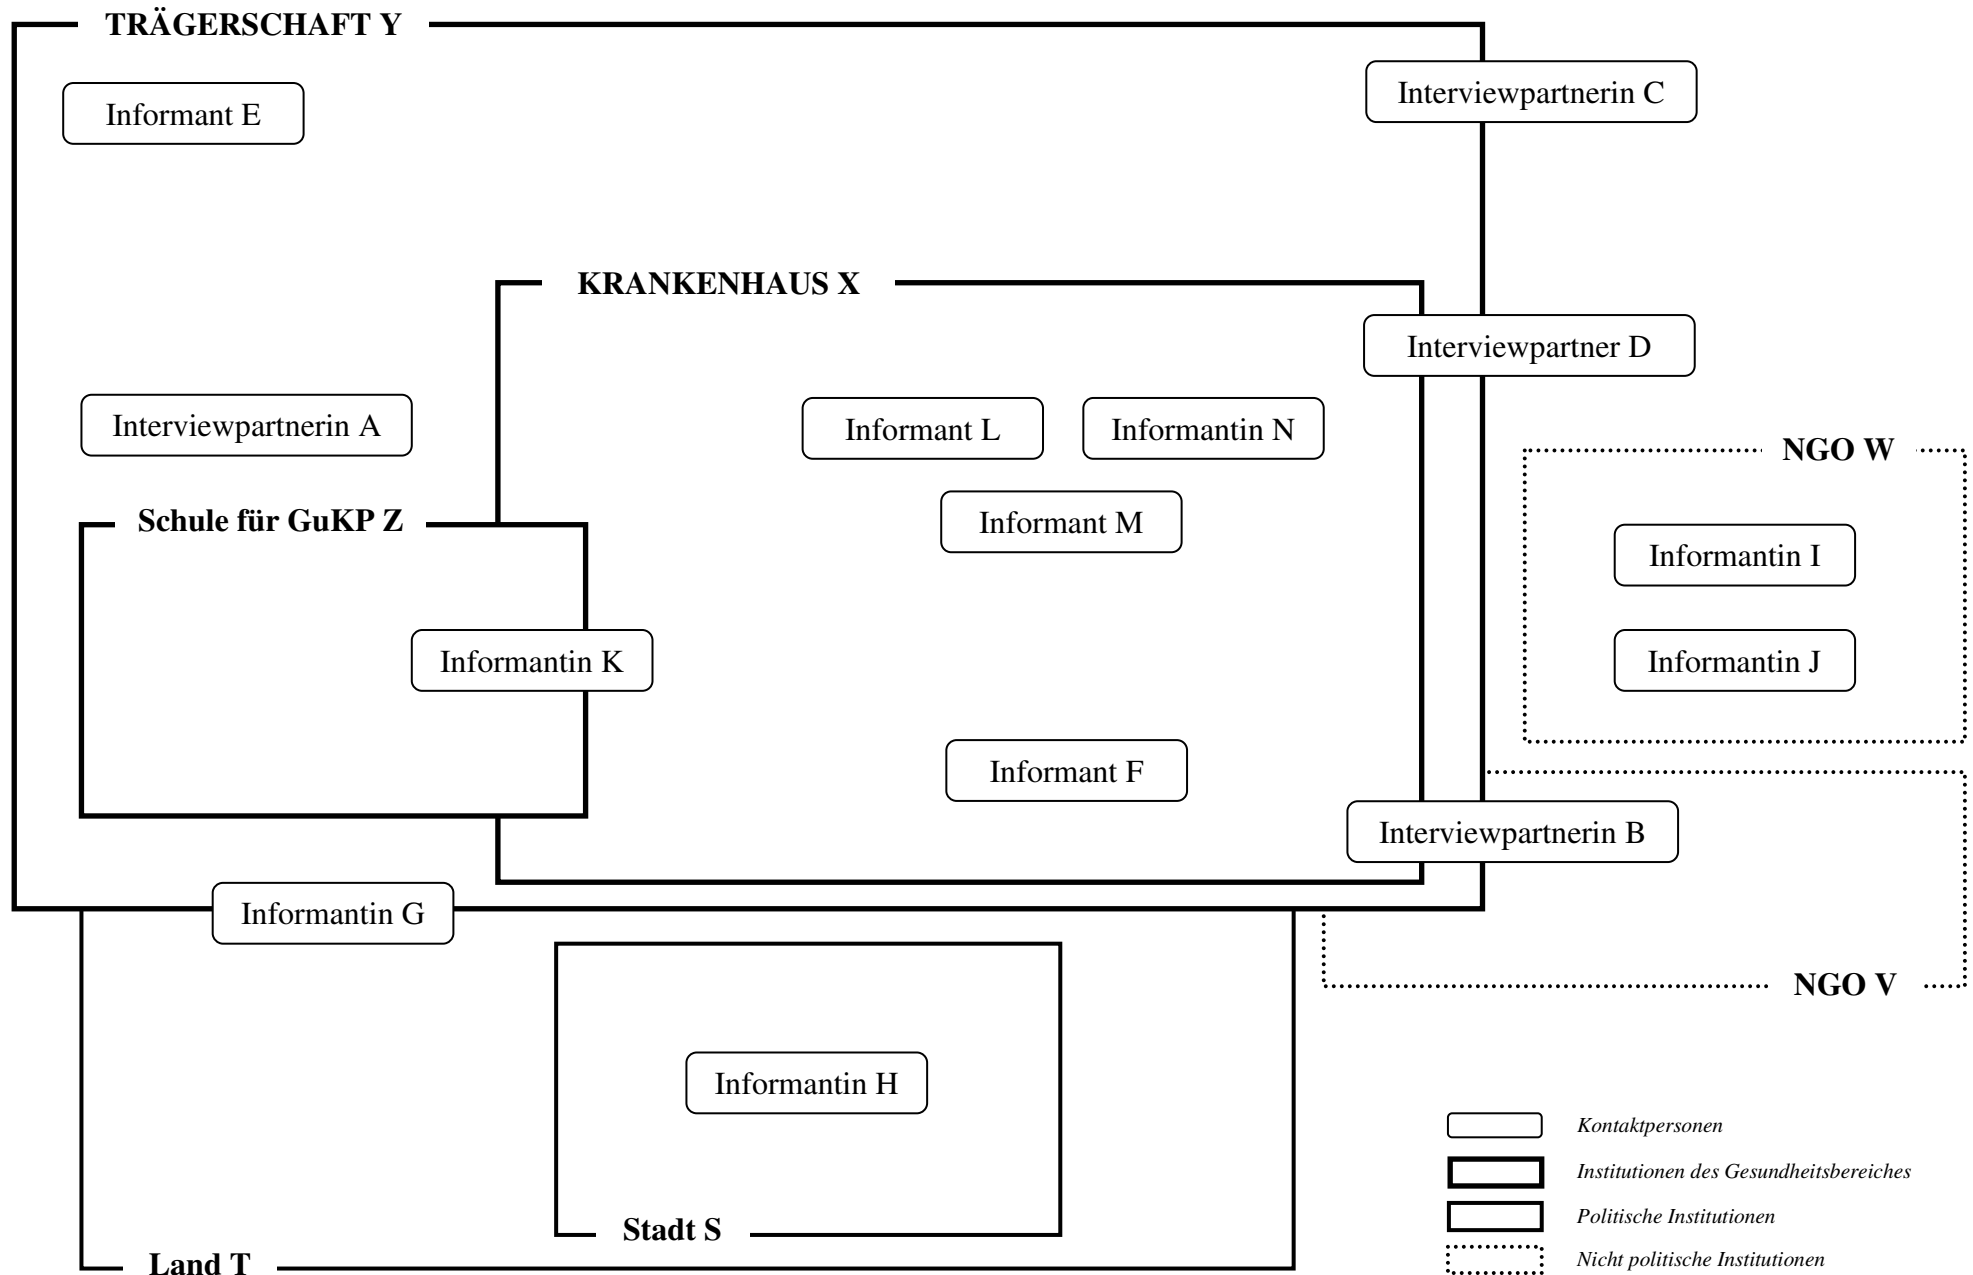 TRÄGERSCHAFT Y
Interviewpartnerin C
Informant E
KRANKENHAUS X
Interviewpartner D
Interviewpartnerin A
Informant L
Informantin N
NGO W
Schule für GuKP Z
Informant M
Informantin I
Informantin K
Informantin J
Informant F
Interviewpartnerin B
Informantin G
NGO V
Informantin H
Stadt S
Land T
Kontaktpersonen
Institutionen des Gesundheitsbereiches
Politische Institutionen
Nicht politische Institutionen